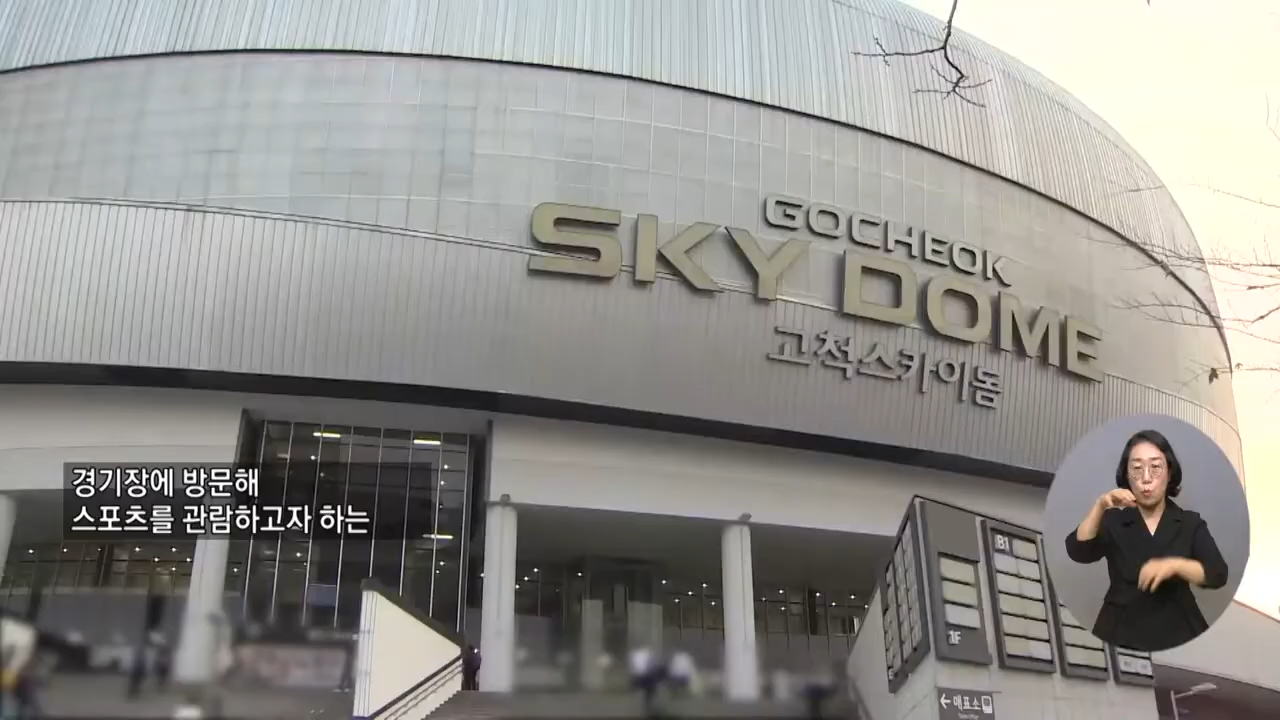 GOCHEOK
SKY DOME
고척스카이돔
경기장에 방문해
스포츠를 관람하고자 하는
B1
1F
매표소